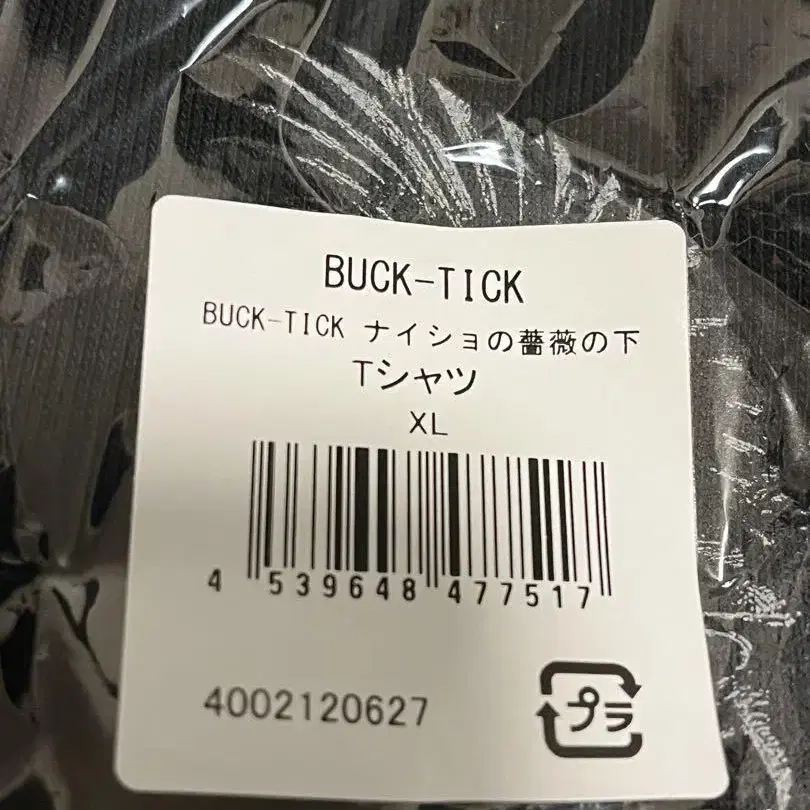 BUCK-TICK
BUCK-TICK ナイショの薔薇の下
Tシャツ
XL
4 539648 477517
4002120627
プラ